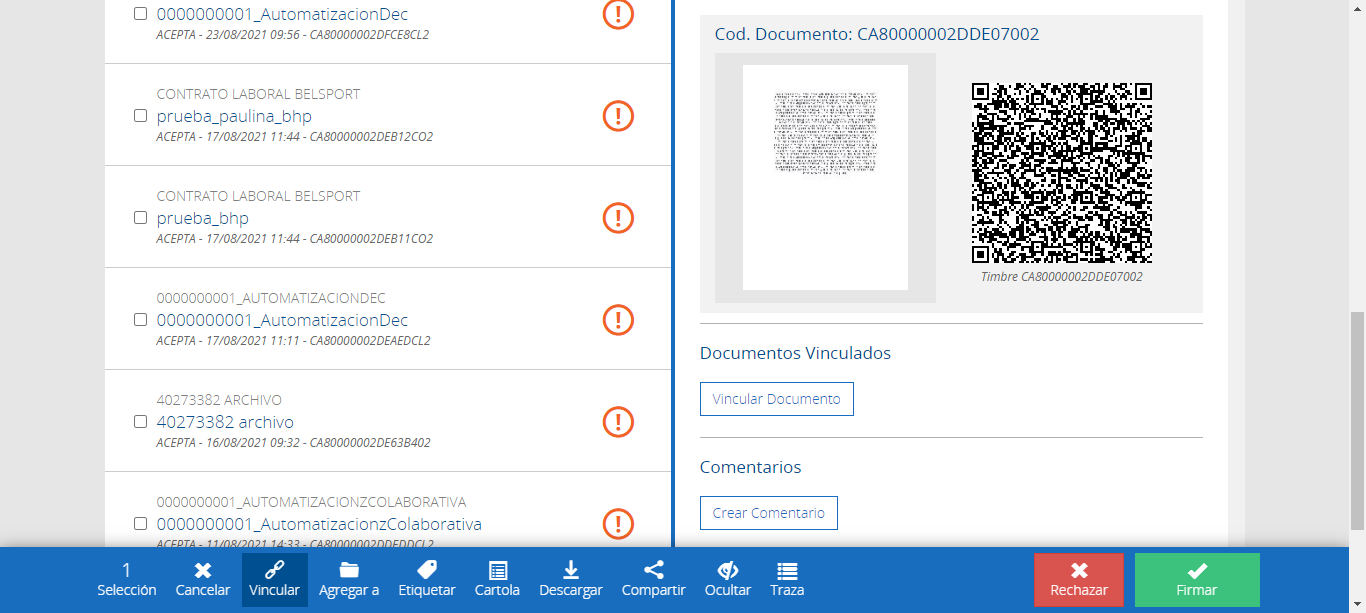 0000000001_AutomatizacionDec
ACEPTA - 23/08/2021 09:56 - CA80000002DFCE8CL2
CONTRATO LABORAL BELSPORT
prueba_paulina_bhp
ACEPTA - 17/08/2021 11:44 - CA80000002DEB12CO2
CONTRATO LABORAL BELSPORT
prueba_bhp
ACEPTA - 17/08/2021 11:44 - CA80000002DEB11CO2
0000000001_AUTOMATIZACIONDEC
0000000001_AutomatizacionDec
ACEPTA - 17/08/2021 11:11 - CA80000002DEAEDCL2
40273382 ARCHIVO
40273382 archivo
ACEPTA - 16/08/2021 09:32 - CA80000002DE63B402
0000000001_AUTOMATIZACIONZCOLABORATIVA
0000000001_AutomatizacionzColaborativa
ACEPTA - 11/08/2021 14:33 - CA80000002DDEDDCL2
Cod. Documento: CA80000002DDE07002
Timbre CA80000002DDE07002
Documentos Vinculados
Vincular Documento
Comentarios
Crear Comentario
1
Selección
Cancelar
Vincular
Agregar a
Etiquetar
Cartola
Descargar
Compartir
Ocultar
Traza
Rechazar
Firmar